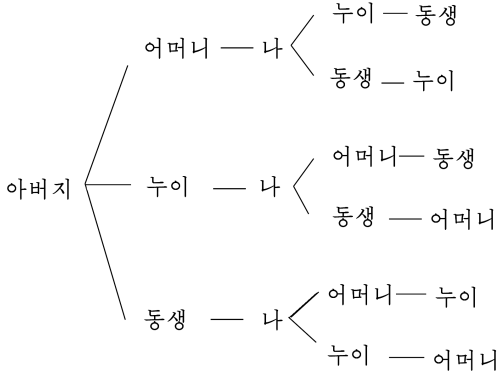 어머니 — 나 누이 — 동생
동생 — 누이
아버지 누이 — 나 어머니 — 동생
동생 — 어머니
동생 — 나 어머니 — 누이
누이 — 어머니